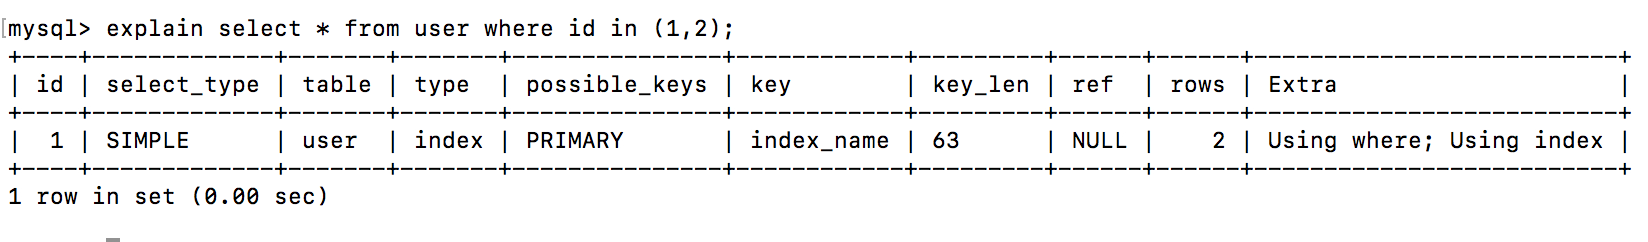 mysql> explain select * from user where id in (1,2);
+----+-------------+-------+-------+---------------+------------+---------+------+------+--------------------------+
| id | select_type | table | type  | possible_keys | key        | key_len | ref  | rows | Extra                    |
+----+-------------+-------+-------+---------------+------------+---------+------+------+--------------------------+
|  1 | SIMPLE      | user  | index | PRIMARY       | index_name | 63      | NULL |    2 | Using where; Using index |
+----+-------------+-------+-------+---------------+------------+---------+------+------+--------------------------+
1 row in set (0.00 sec)